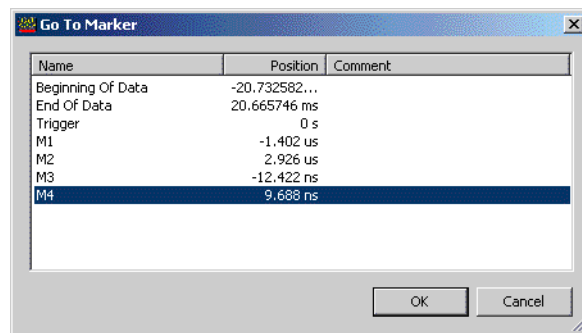 Go To Marker
Name Position Comment
Beginning Of Data -20.732582...
End Of Data 20.665746 ms
Trigger 0 s
M1 -1.402 us
M2 2.926 us
M3 -12.422 ns
M4 9.688 ns
OK Cancel